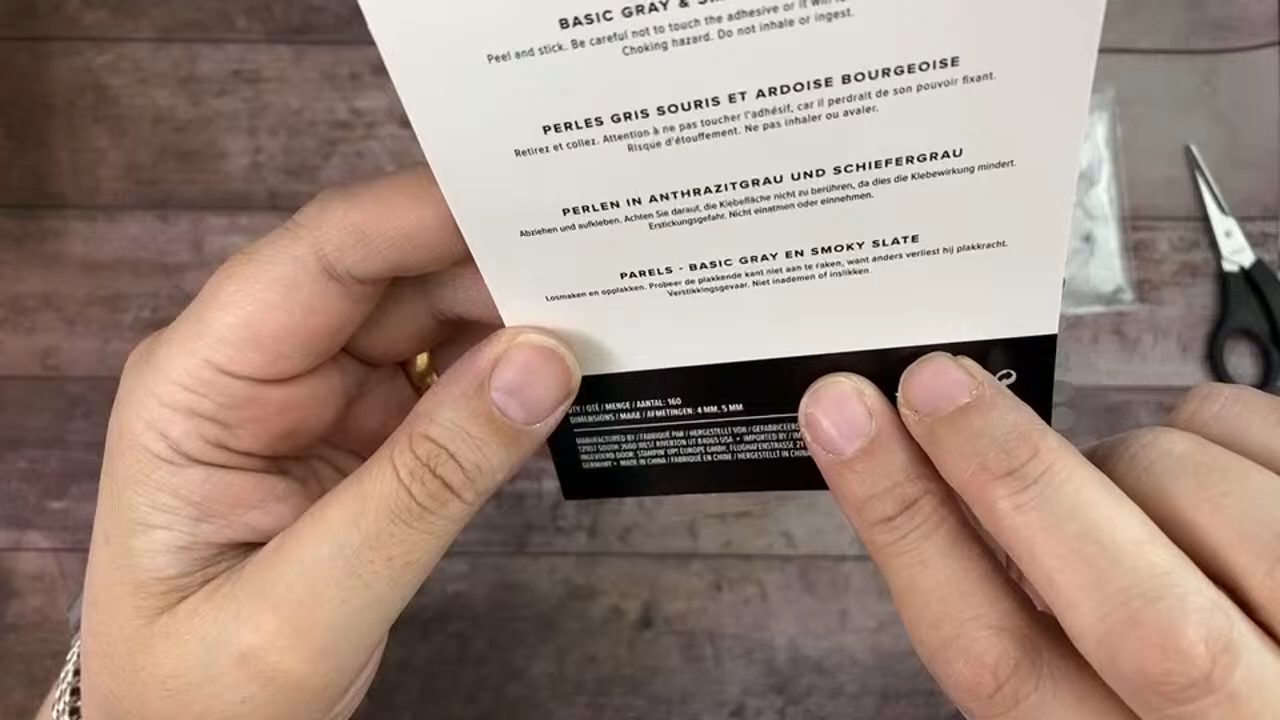 BASIC GRAY &
Peel and stick. Be careful not to touch the adhesive or it will
Choking hazard. Do not inhale or ingest.
PERLES GRIS SOURIS ET ARDOISE BOURGEOISE
Retirez et collez. Attention à ne pas toucher l'adhésif, car il perdrait de son pouvoir fixant.
Risque d'étouffement. Ne pas inhaler ou avaler.
PERLEN IN ANTHRAZITGRAU UND SCHIEFERGRAU
Abziehen und aufkleben. Achten Sie darauf, die Klebefläche nicht zu berühren, da dies die Klebewirkung mindert.
Erstickungsgefahr. Nicht einatmen oder einnehmen.
PARELS - BASIC GRAY EN SMOKY SLATE
Losmaken en opplakken. Probeer de plakkende kant niet aan te raken, want anders verliest hij plakkracht.
Verstikkingsgevaar. Niet inademen of inslikken.
QTY / QTÉ / MENGE / AANTAL: 160
DIMENSIONS / MAßE / AFMETINGEN: 4 MM, 5 MM
MANUFACTURED BY / FABRIQUÉ PAR / HERGESTELLT VON / GEFABRICEERD
12907 SOUTH 3600 WEST RIVERTON UT 84065 USA • IMPORTED BY /
INGEVOERD DOOR: STAMPIN' UP! EUROPE GMBH, FLUGHAFENSTRASSE 21
GERMANY • MADE IN CHINA / FABRIQUÉ EN CHINE / HERGESTELLT IN CHINA